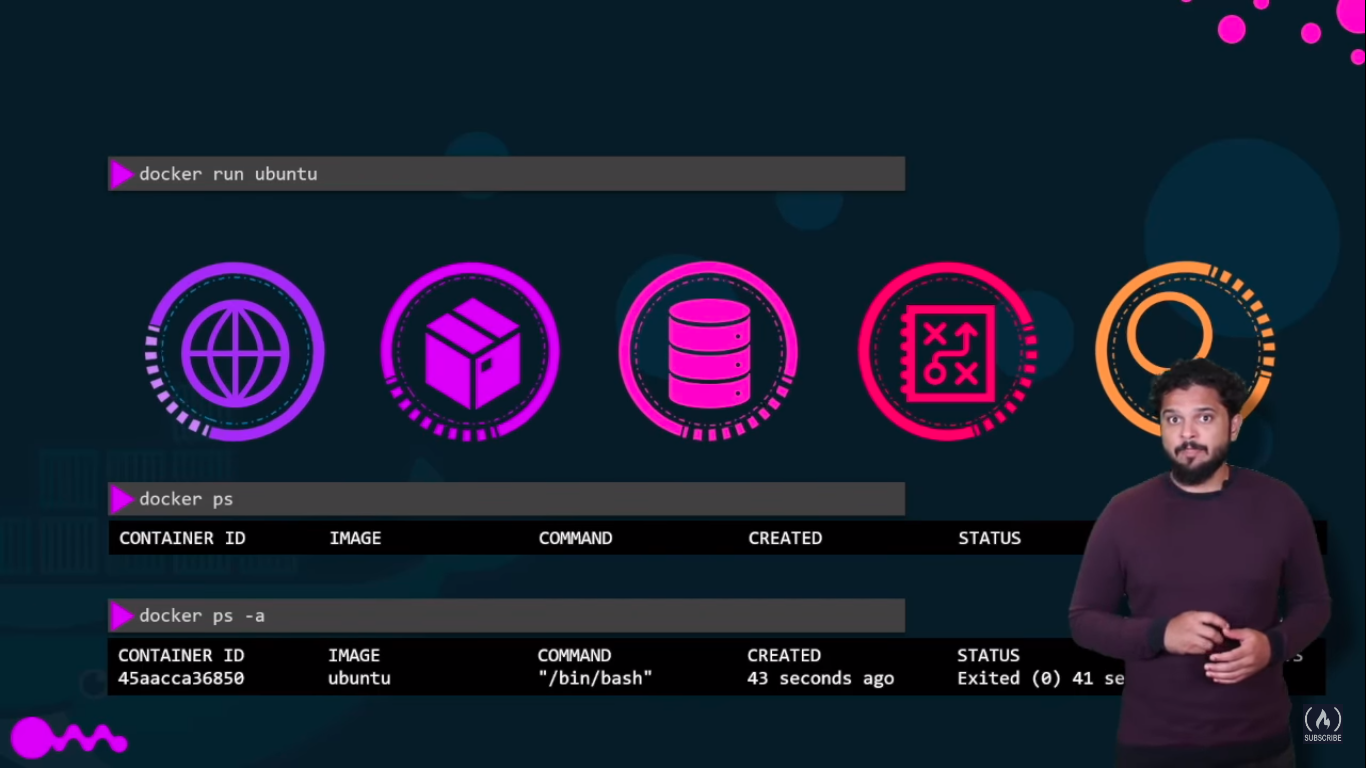 docker run ubuntu
docker ps
CONTAINER ID IMAGE COMMAND CREATED STATUS
docker ps -a
CONTAINER ID IMAGE COMMAND CREATED STATUS
45aacca36850 ubuntu "/bin/bash" 43 seconds ago Exited (0) 41 se
SUBSCRIBE